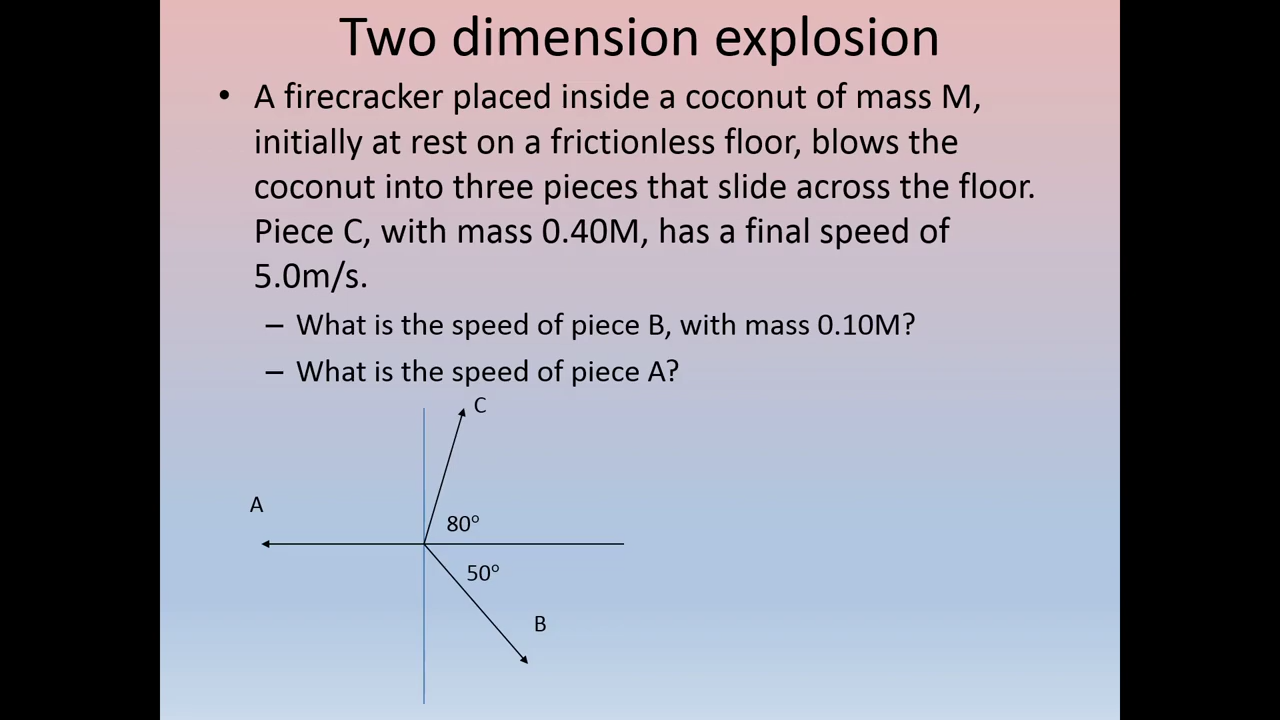 Two dimension explosion
• A firecracker placed inside a coconut of mass M,
initially at rest on a frictionless floor, blows the
coconut into three pieces that slide across the floor.
Piece C, with mass 0.40M, has a final speed of
5.0m/s.
– What is the speed of piece B, with mass 0.10M?
– What is the speed of piece A?
C
A
80º
50º
B